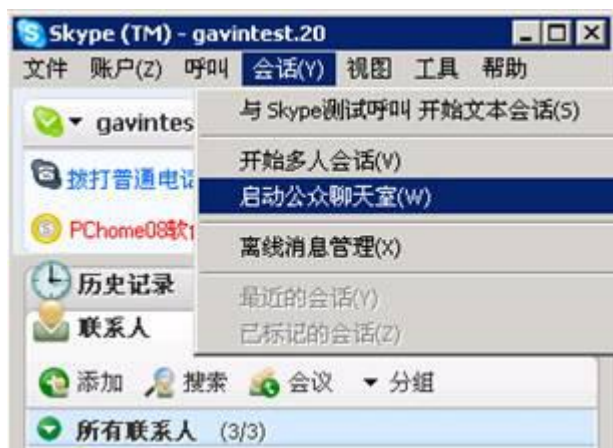 Skype (TM) - gavintest.20
文件 账户(Z) 呼叫 会话(Y) 视图 工具 帮助
gavintes
与 Skype测试呼叫 开始文本会话(S)
拨打普通电话
开始多人会话(V)
启动公众聊天室(W)
PChome08软件
离线消息管理(X)
历史记录
最近的会话(Y)
联系人
已标记的会话(Z)
添加 搜索 会议 分组
所有联系人 (3/3)